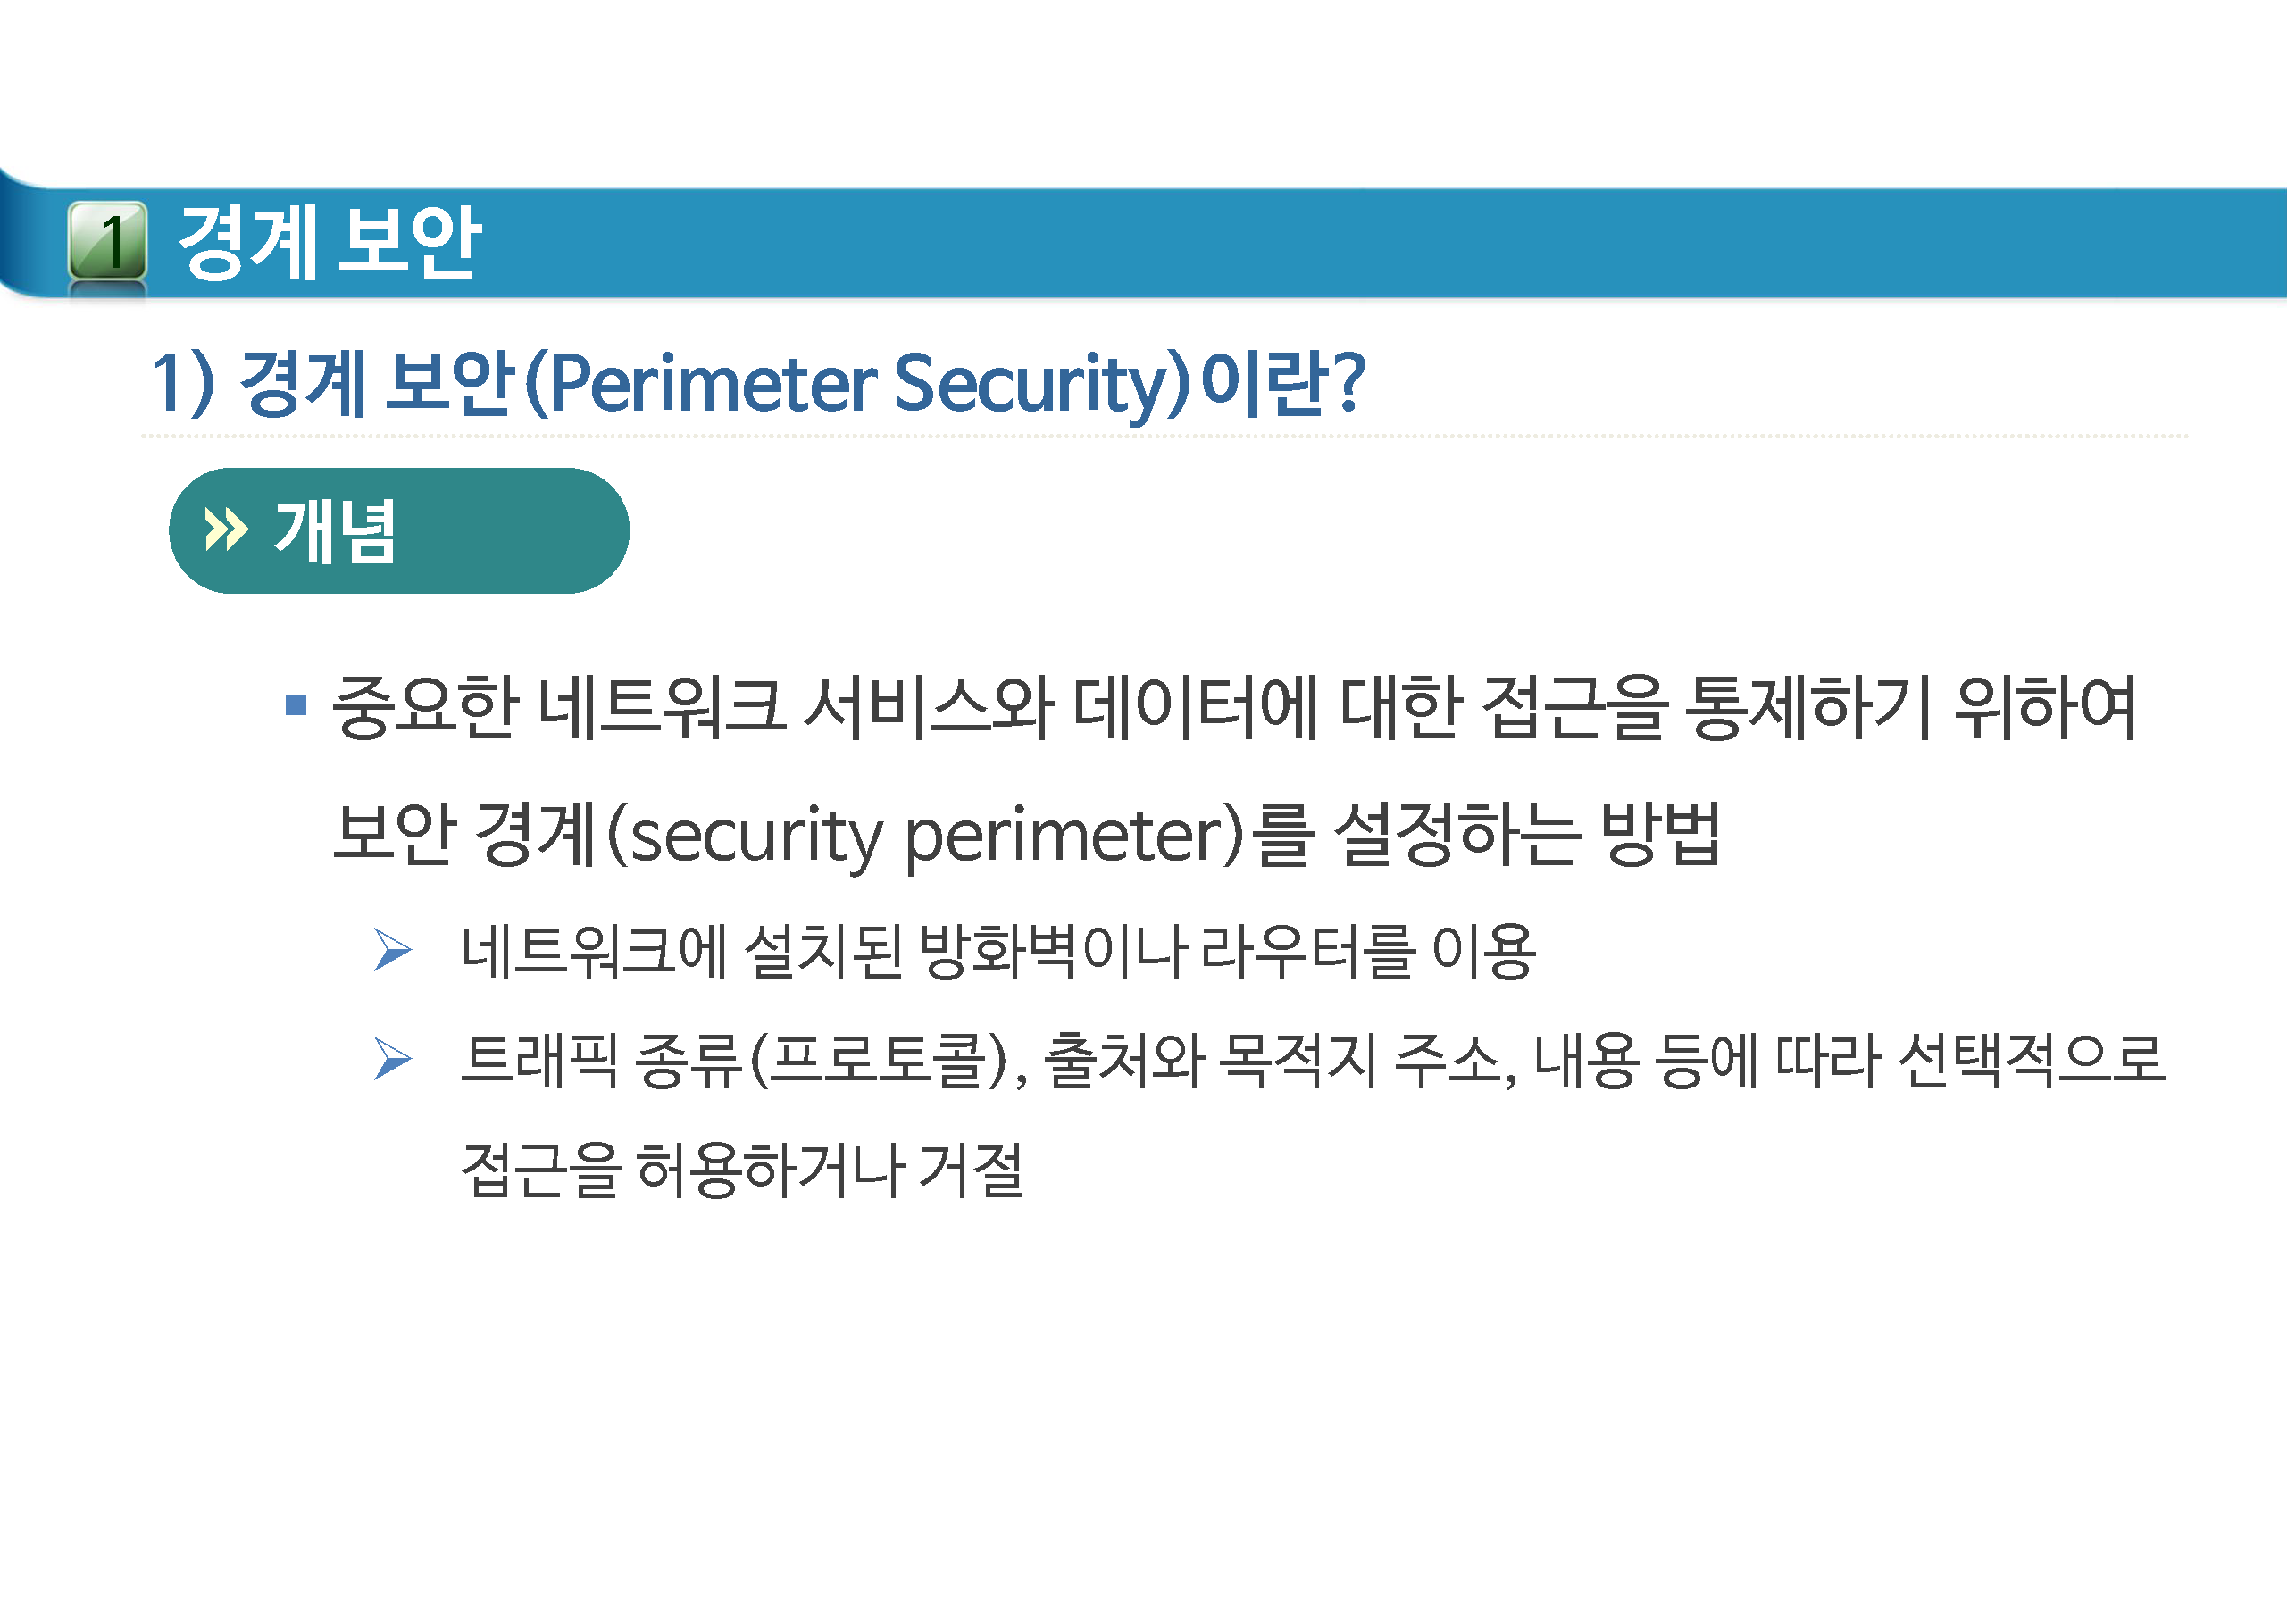 1 경계 보안
1) 경계 보안(Perimeter Security)이란?
» 개념
▪ 중요한 네트워크 서비스와 데이터에 대한 접근을 통제하기 위하여
보안 경계(security perimeter)를 설정하는 방법
➢ 네트워크에 설치된 방화벽이나 라우터를 이용
➢ 트래픽 종류(프로토콜), 출처와 목적지 주소, 내용 등에 따라 선택적으로
접근을 허용하거나 거절